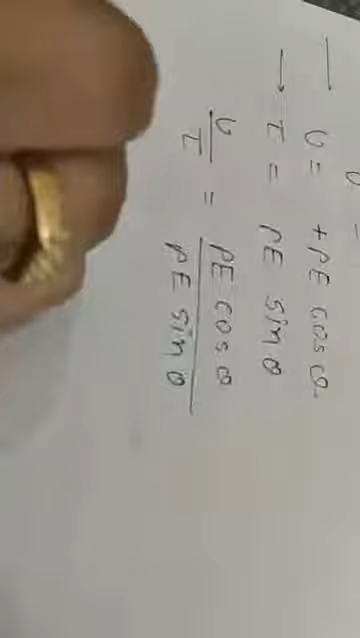 → U = + PE cos θ
→ τ = PE sin θ
U/τ = PE cos θ/PE sin θ